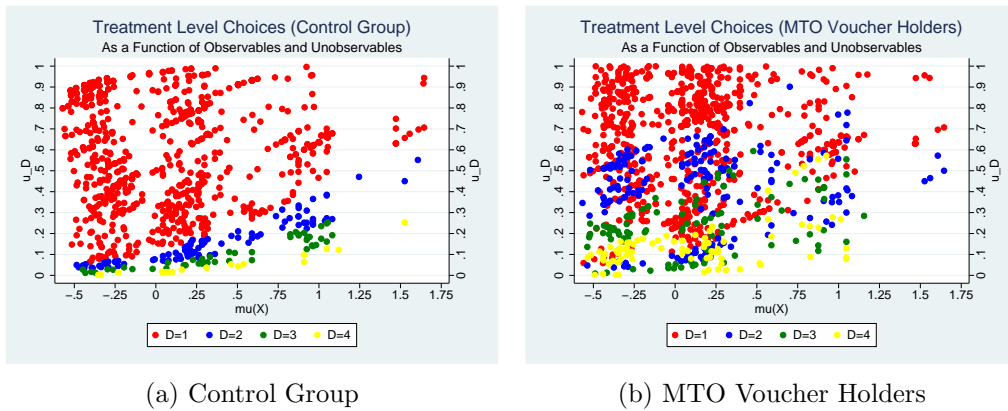 Treatment Level Choices (Control Group)
As a Function of Observables and Unobservables
0 .1 .2 .3 .4 .5 .6 .7 .8 .9 1
u_D
0 .1 .2 .3 .4 .5 .6 .7 .8 .9 1
u_D
-.5 -.25 0 .25 .5 .75 1 1.25 1.5 1.75
mu(X)
D=1 D=2 D=3 D=4
(a) Control Group
Treatment Level Choices (MTO Voucher Holders)
As a Function of Observables and Unobservables
0 .1 .2 .3 .4 .5 .6 .7 .8 .9 1
u_D
0 .1 .2 .3 .4 .5 .6 .7 .8 .9 1
u_D
-.5 -.25 0 .25 .5 .75 1 1.25 1.5 1.75
mu(X)
D=1 D=2 D=3 D=4
(b) MTO Voucher Holders